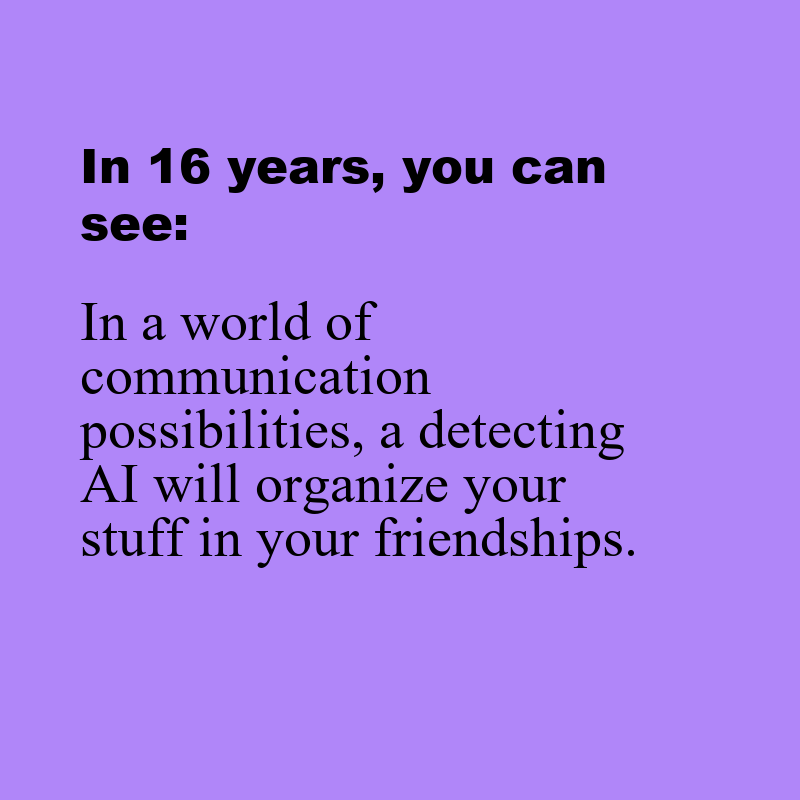 In 16 years, you can
see:
In a world of
communication
possibilities, a detecting
AI will organize your
stuff in your friendships.